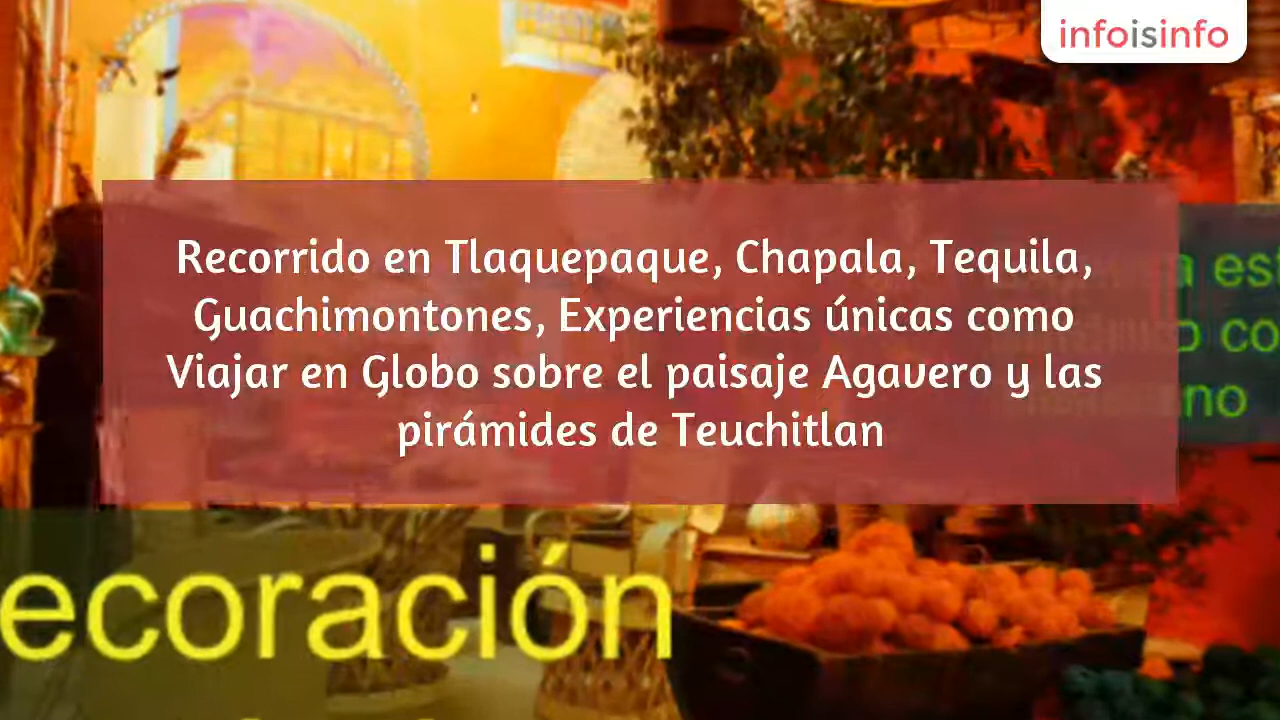 infoisinfo
Recorrido en Tlaquepaque, Chapala, Tequila,
Guachimontones, Experiencias únicas como
Viajar en Globo sobre el paisaje Agavero y las
pirámides de Teuchitlan
ecoración